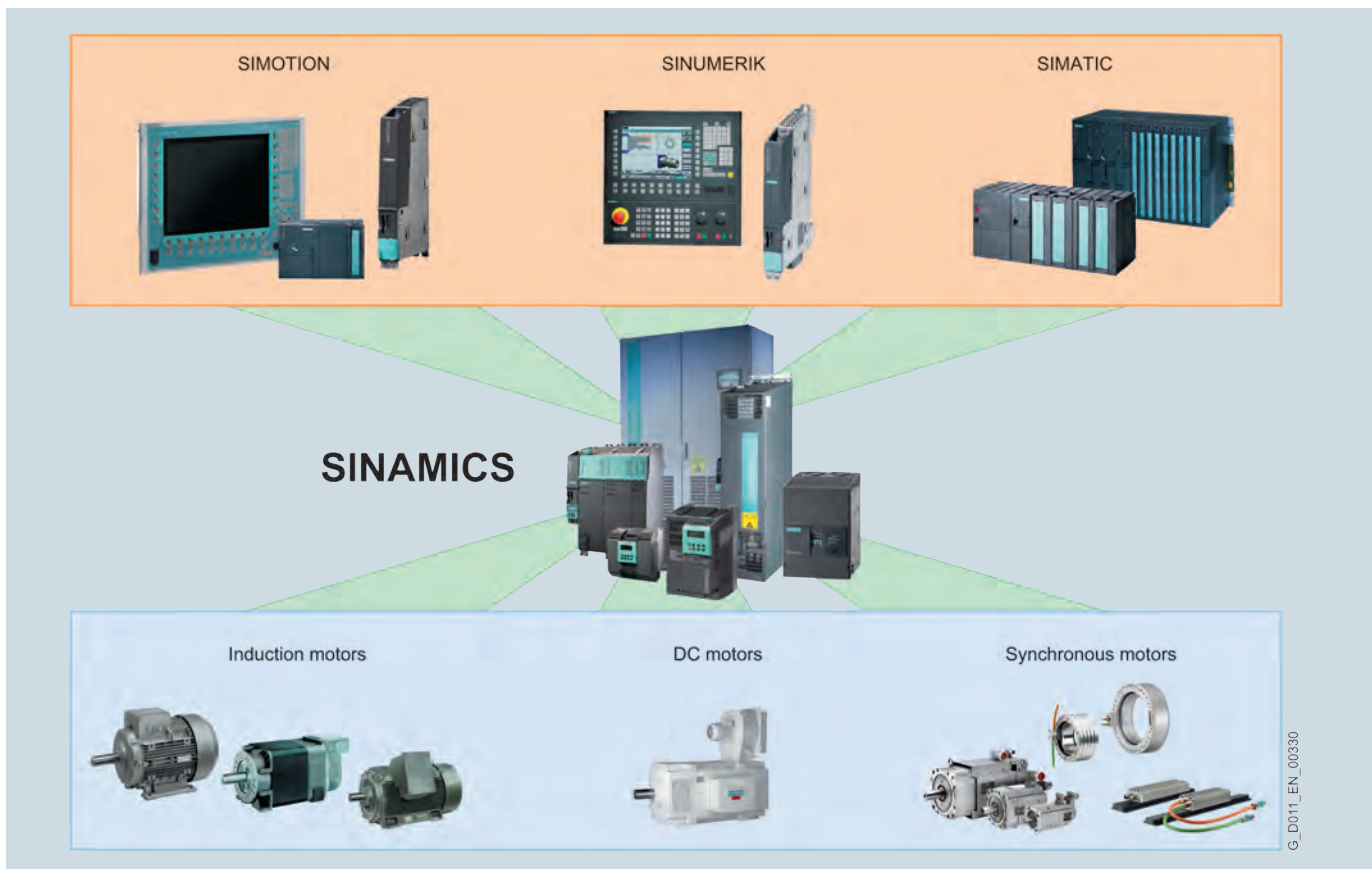 SIMOTION
SINUMERIK
SIMATIC
SINAMICS
Induction motors
DC motors
Synchronous motors
G_D011_EN_00330